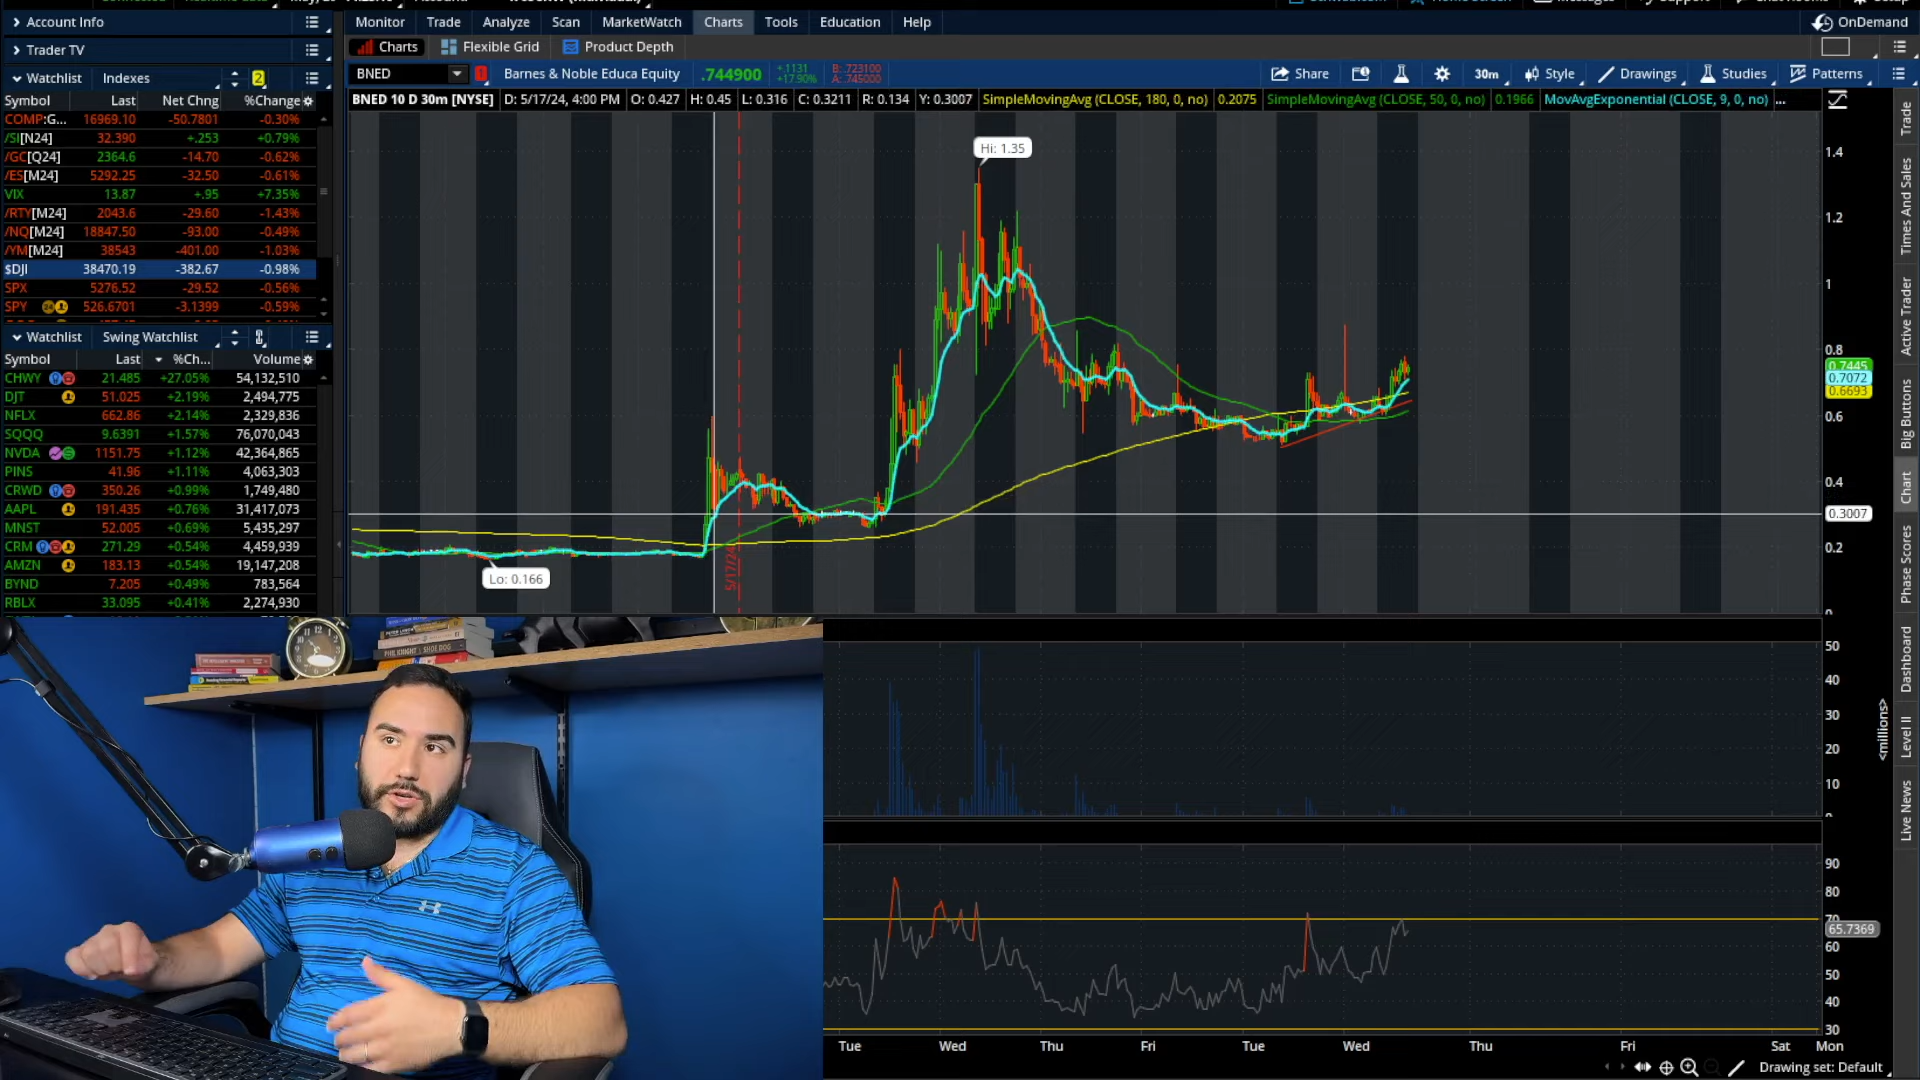 Account Info
Trader TV
Watchlist Indexes 2
Symbol Last Net Chng %Change
COMP:G... 16969.10 -50.7801 -0.30%
/SI[N24] 32.390 +.253 +0.79%
/GC[Q24] 2364.6 -14.70 -0.62%
/ES[M24] 5292.25 -32.50 -0.61%
VIX 13.87 +.95 +7.35%
/RTY[M24] 2043.6 -29.60 -1.43%
/NQ[M24] 18847.50 -93.00 -0.49%
/YM[M24] 38543 -401.00 -1.03%
$DJI 38470.19 -382.67 -0.98%
SPX 5276.52 -29.52 -0.56%
SPY 526.6701 -3.1399 -0.59%
Watchlist Swing Watchlist
Symbol Last %Ch... Volume
CHWY 21.485 +27.05% 54,132,510
DJT 51.025 +2.19% 2,494,775
NFLX 662.86 +2.14% 2,329,836
SQQQ 9.6391 +1.57% 76,070,043
NVDA 1151.75 +1.12% 42,364,865
PINS 41.96 +1.11% 4,063,303
CRWD 350.26 +0.99% 1,749,480
AAPL 191.435 +0.76% 31,417,073
MNST 52.005 +0.69% 5,435,297
CRM 271.29 +0.54% 4,459,939
AMZN 183.13 +0.54% 19,147,208
BYND 7.205 +0.49% 783,564
RBLX 33.095 +0.41% 2,274,930
Monitor Trade Analyze Scan MarketWatch Charts Tools Education Help
OnDemand
Charts Flexible Grid Product Depth
BNED 1 Barnes & Noble Educa Equity .744900 +.1131 +17.90% B: .723100 A: .745000
Share 30m Style Drawings Studies Patterns
BNED 10 D 30m [NYSE] D: 5/17/24, 4:00 PM O: 0.427 H: 0.45 L: 0.316 C: 0.3211 R: 0.134 Y: 0.3007 SimpleMovingAvg (CLOSE, 180, 0, no) 0.2075 SimpleMovingAvg (CLOSE, 50, 0, no) 0.1966 MovAvgExponential (CLOSE, 9, 0, no) ...
Hi: 1.35
Lo: 0.166
5/17/24
1.4
1.2
1
0.8
0.7445
0.7072
0.6693
0.6
0.4
0.3007
0.2
0
50
40
30
20
10
<millions>
90
80
70
65.7369
60
50
40
30
Tue Wed Thu Fri Tue Wed Thu Fri Sat Mon
Drawing set: Default
Trade
Times And Sales
Active Trader
Big Buttons
Chart
Phase Scores
Dashboard
Level II
Live News
PHIL KNIGHT SHOE DOG